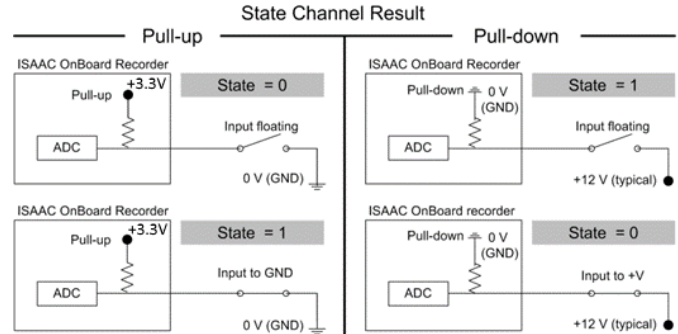 State Channel Result
Pull-up
Pull-down
ISAAC OnBoard Recorder
+3.3V
Pull-up
State = 0
ADC
Input floating
0 V (GND)
ISAAC OnBoard Recorder
Pull-down
0 V
(GND)
State = 1
ADC
Input floating
+12 V (typical)
ISAAC OnBoard Recorder
+3.3V
Pull-up
State = 1
ADC
Input to GND
0 V (GND)
ISAAC OnBoard recorder
Pull-down
0 V
(GND)
State = 0
ADC
Input to +V
+12 V (typical)